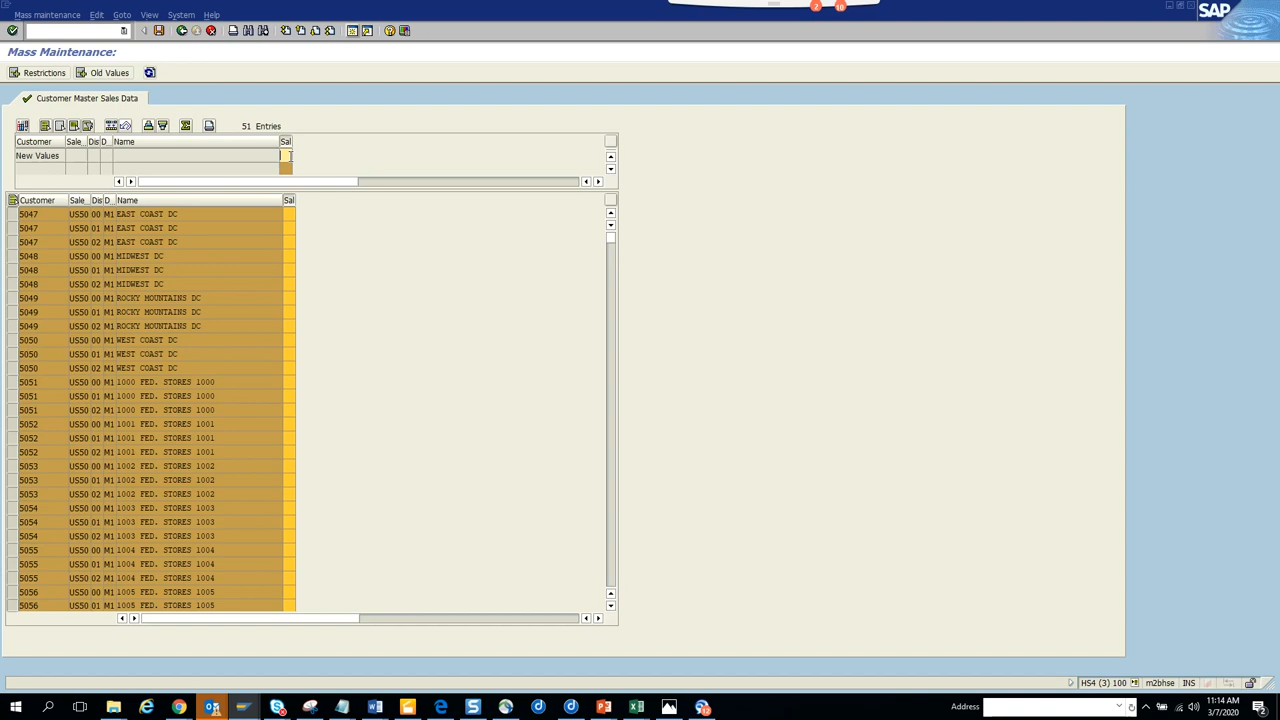 Mass maintenance Edit Goto View System Help
SAP
2 10
Mass Maintenance:
Restrictions Old Values
Customer Master Sales Data
51 Entries
Customer Sale... Dis D... Name Sal
New Values
Customer Sale... Dis D... Name Sal
5047 US50 00 M1 EAST COAST DC
5047 US50 01 M1 EAST COAST DC
5047 US50 02 M1 EAST COAST DC
5048 US50 00 M1 MIDWEST DC
5048 US50 01 M1 MIDWEST DC
5048 US50 02 M1 MIDWEST DC
5049 US50 00 M1 ROCKY MOUNTAINS DC
5049 US50 01 M1 ROCKY MOUNTAINS DC
5049 US50 02 M1 ROCKY MOUNTAINS DC
5050 US50 00 M1 WEST COAST DC
5050 US50 01 M1 WEST COAST DC
5050 US50 02 M1 WEST COAST DC
5051 US50 00 M1 1000 FED. STORES 1000
5051 US50 01 M1 1000 FED. STORES 1000
5051 US50 02 M1 1000 FED. STORES 1000
5052 US50 00 M1 1001 FED. STORES 1001
5052 US50 01 M1 1001 FED. STORES 1001
5052 US50 02 M1 1001 FED. STORES 1001
5053 US50 00 M1 1002 FED. STORES 1002
5053 US50 01 M1 1002 FED. STORES 1002
5053 US50 02 M1 1002 FED. STORES 1002
5054 US50 00 M1 1003 FED. STORES 1003
5054 US50 01 M1 1003 FED. STORES 1003
5054 US50 02 M1 1003 FED. STORES 1003
5055 US50 00 M1 1004 FED. STORES 1004
5055 US50 01 M1 1004 FED. STORES 1004
5055 US50 02 M1 1004 FED. STORES 1004
5056 US50 00 M1 1005 FED. STORES 1005
5056 US50 01 M1 1005 FED. STORES 1005
HS4 (3) 100 m2bhse INS
Address 11:14 AM
3/7/2020